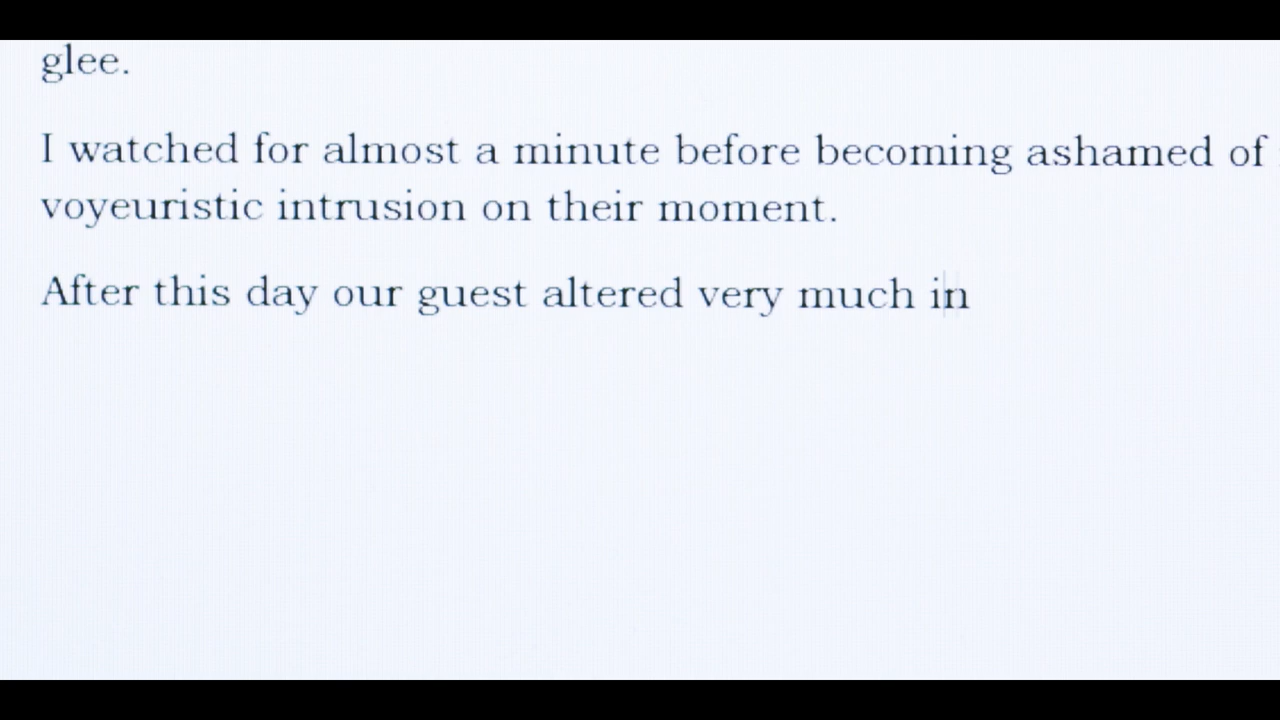 glee.
I watched for almost a minute before becoming ashamed of
voyeuristic intrusion on their moment.
After this day our guest altered very much in